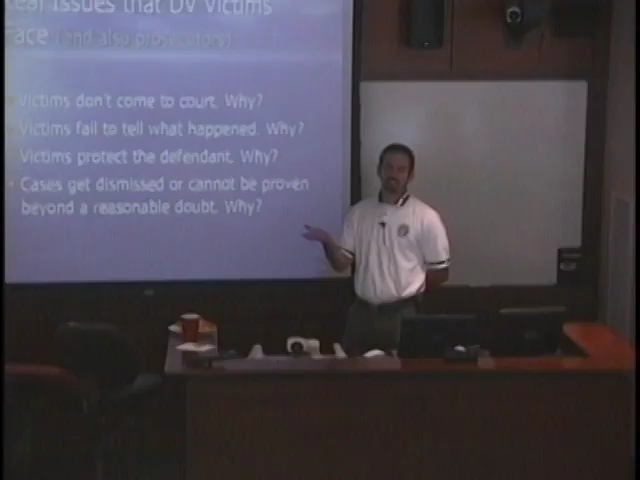 Real Issues that DV Victims
Face (and also prosecutors)
Victims don't come to court. Why?
Victims fail to tell what happened. Why?
Victims protect the defendant. Why?
• Cases get dismissed or cannot be proven
beyond a reasonable doubt. Why?